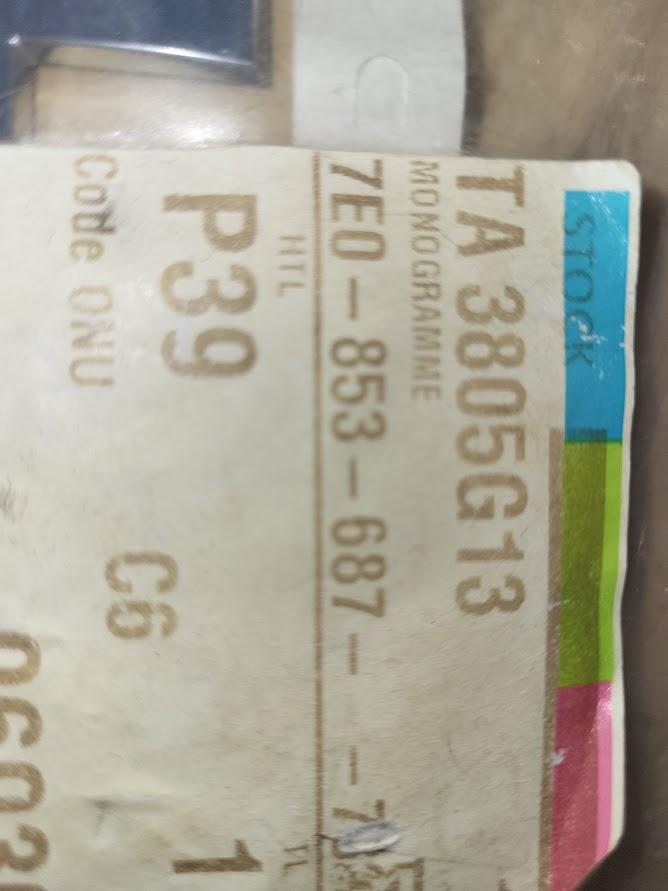 STOCK
TA 3805G13
MONOGRAMME
7E0-853-687-   -
HTL
P39 C6 1
Code ONU